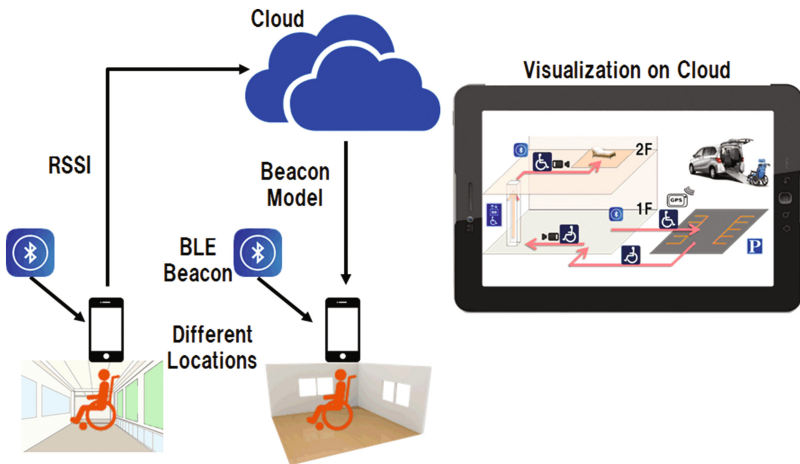 Cloud
Visualization on Cloud
RSSI
Beacon
Model
BLE
Beacon
Different
Locations
2F
1F
GPS
P